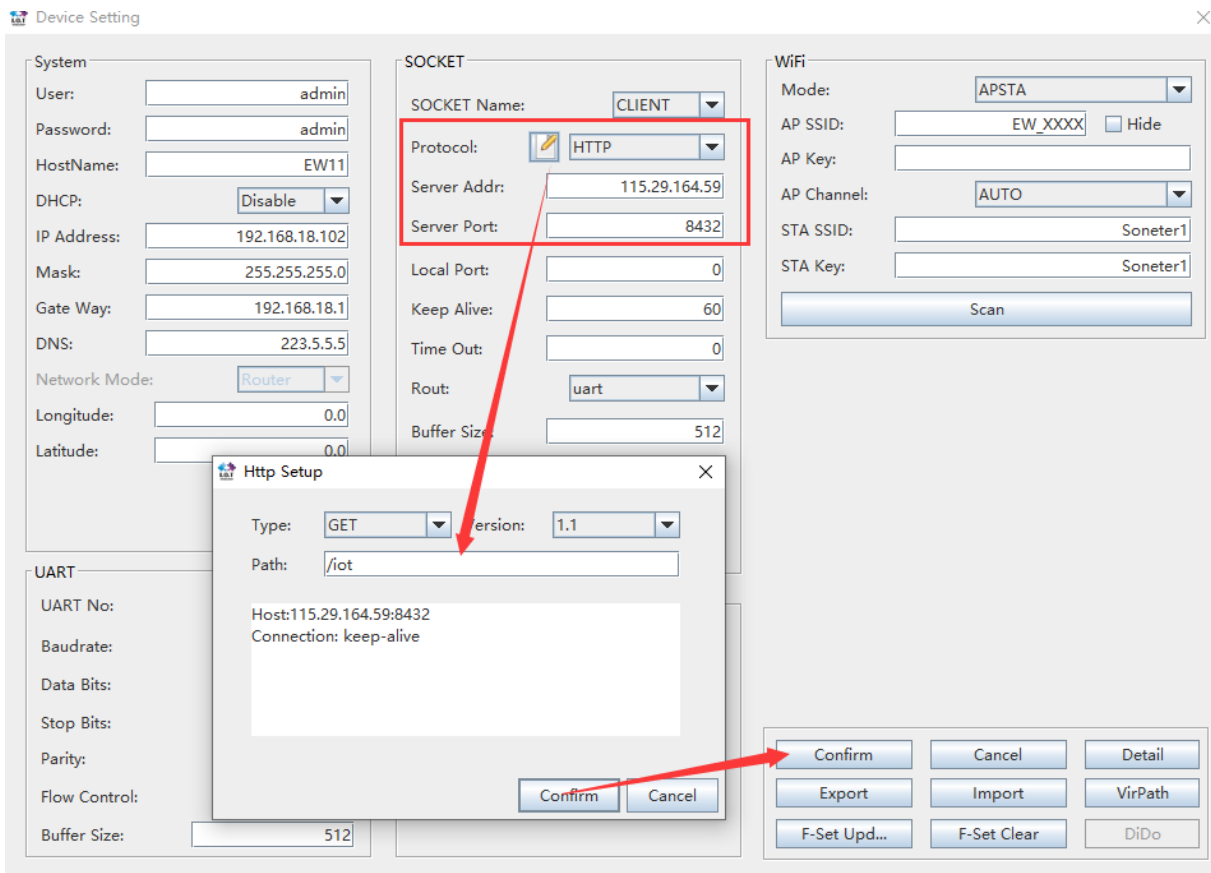 Device Setting
System
User: admin
Password: admin
HostName: EW11
DHCP: Disable
IP Address: 192.168.18.102
Mask: 255.255.255.0
Gate Way: 192.168.18.1
DNS: 223.5.5.5
Network Mode: Router
Longitude: 0.0
Latitude: 0.0
SOCKET
SOCKET Name: CLIENT
Protocol: HTTP
Server Addr: 115.29.164.59
Server Port: 8432
Local Port: 0
Keep Alive: 60
Time Out: 0
Rout: uart
Buffer Size: 512
WiFi
Mode: APSTA
AP SSID: EW_XXXX Hide
AP Key:
AP Channel: AUTO
STA SSID: Soneter1
STA Key: Soneter1
Scan
Http Setup
Type: GET Version: 1.1
Path: /iot
Host:115.29.164.59:8432
Connection: keep-alive
Confirm Cancel
UART
UART No:
Baudrate:
Data Bits:
Stop Bits:
Parity:
Flow Control:
Buffer Size: 512
Confirm Cancel Detail
Export Import VirPath
F-Set Upd... F-Set Clear DiDo